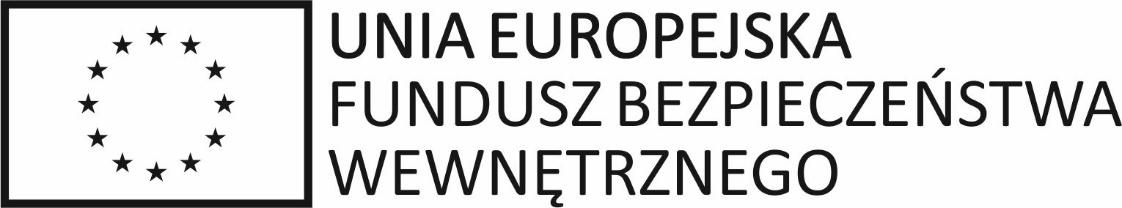 UNIA EUROPEJSKA
FUNDUSZ BEZPIECZEŃSTWA
WEWNĘTRZNEGO